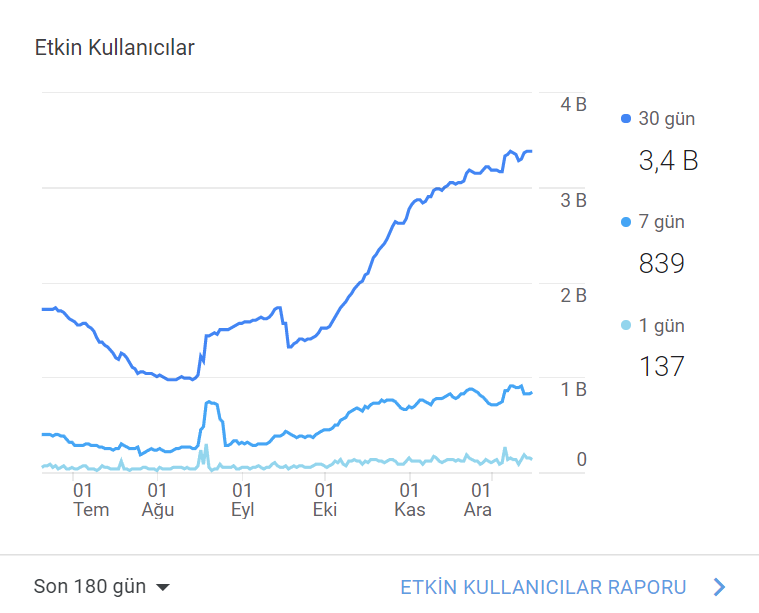 Etkin Kullanıcılar
4 B
3 B
2 B
1 B
0
01 Tem
01 Ağu
01 Eyl
01 Eki
01 Kas
01 Ara
30 gün
3,4 B
7 gün
839
1 gün
137
Son 180 gün
ETKİN KULLANICILAR RAPORU